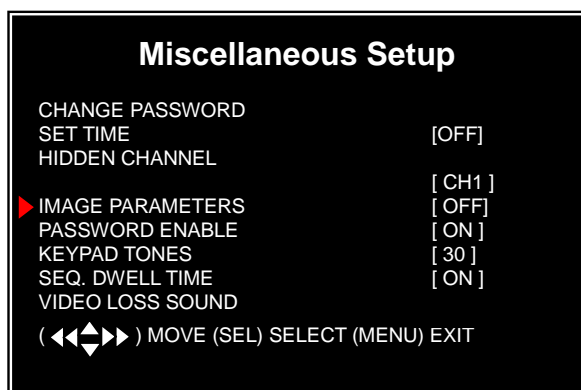 Miscellaneous Setup
CHANGE PASSWORD
SET TIME [OFF]
HIDDEN CHANNEL
[ CH1 ]
IMAGE PARAMETERS [ OFF]
PASSWORD ENABLE [ ON ]
KEYPAD TONES [ 30 ]
SEQ. DWELL TIME [ ON ]
VIDEO LOSS SOUND
( ) MOVE (SEL) SELECT (MENU) EXIT